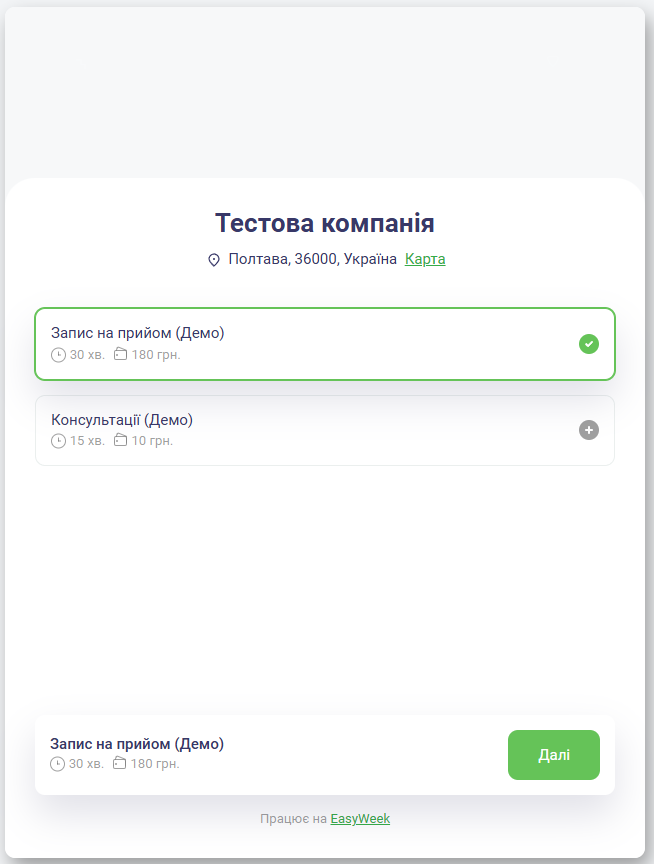 Тестова компанія
Полтава, 36000, Україна Карта
Запис на прийом (Демо)
30 хв. 180 грн.
Консультації (Демо)
15 хв. 10 грн.
Запис на прийом (Демо)
30 хв. 180 грн.
Далі
Працює на EasyWeek